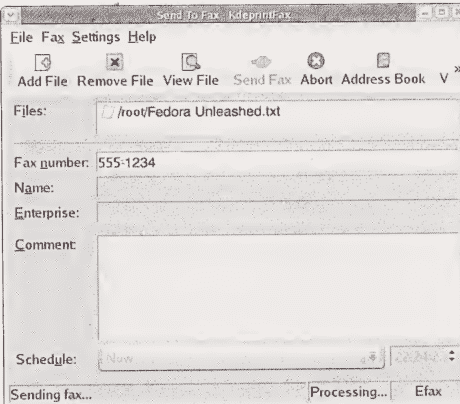 Send To Fax - KdeprintFax
File Fax Settings Help
Add File Remove File View File Send Fax Abort Address Book V »
Files: /root/Fedora Unleashed.txt
Fax number: 555-1234
Name:
Enterprise:
Comment:
Schedule: Now
Sending fax... Processing... Efax